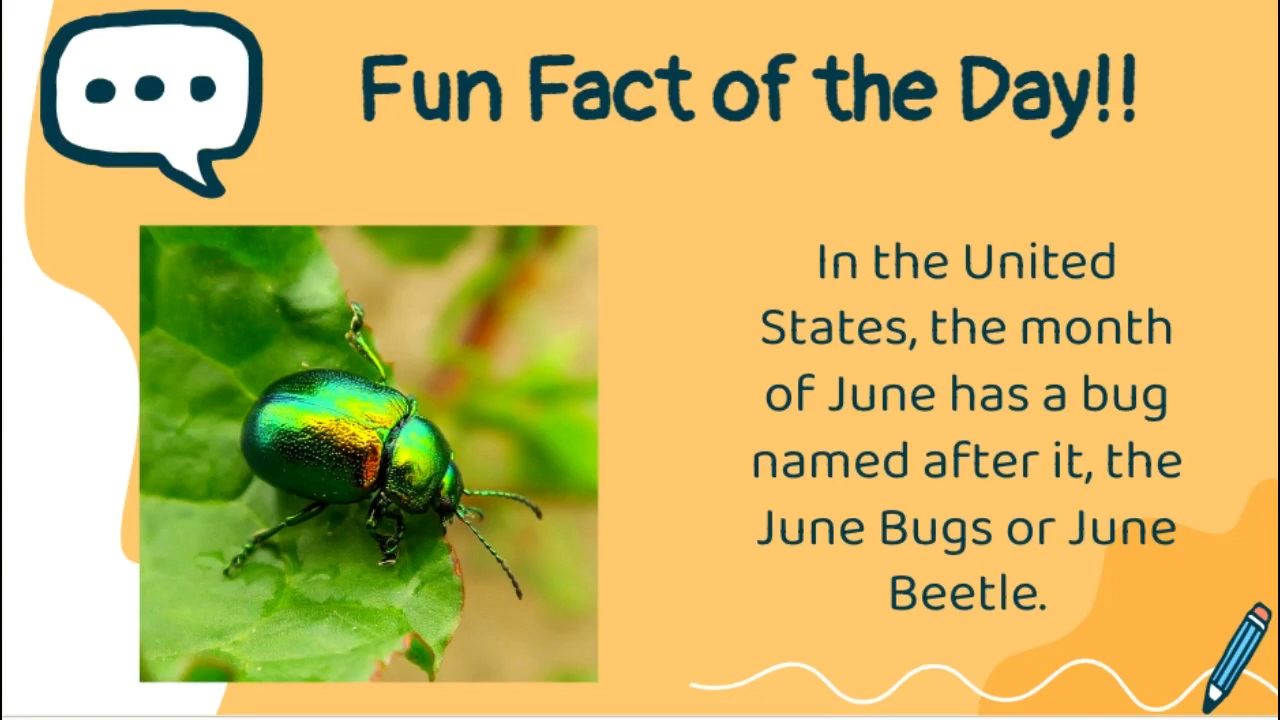 Fun Fact of the Day!!
In the United
States, the month
of June has a bug
named after it, the
June Bugs or June
Beetle.